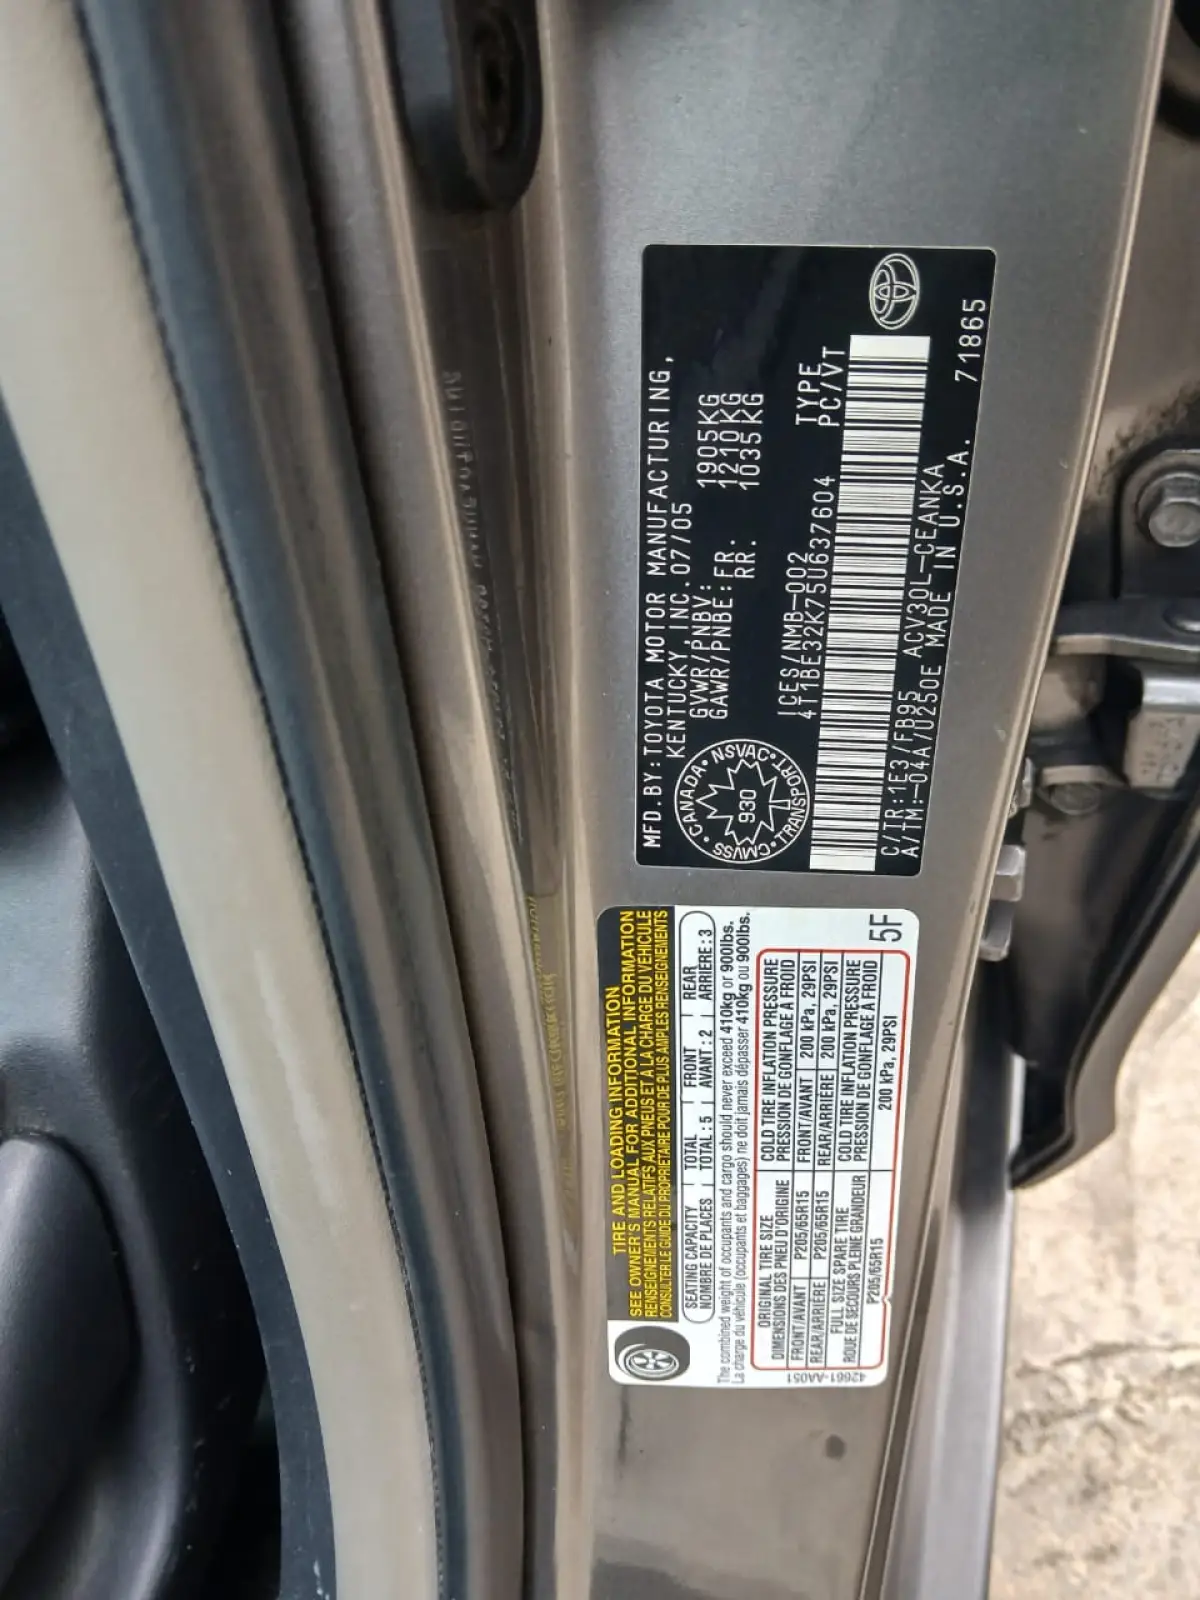 MFD.BY:TOYOTA MOTOR MANUFACTURING,
KENTUCKY,INC.07/05
GVWR/PNBV: 1905KG
GAWR/PNBE:FR. 1210KG
RR. 1035KG
CANADA · NSVAC · TRANSPORT · CMVSS
930
ICES/NMB-002 TYPE
4T1BE32K75U637604 PC/VT
C/TR:1E3/FB95 ACV30L-CEANKA
A/TM:-04A/U250E MADE IN U.S.A. 71865
TIRE AND LOADING INFORMATION
SEE OWNER'S MANUAL FOR ADDITIONAL INFORMATION
RENSEIGNEMENTS RELATIFS AUX PNEUS ET À LA CHARGE DU VÉHICULE
CONSULTER LE GUIDE DU PROPRIÉTAIRE POUR DE PLUS AMPLES RENSEIGNEMENTS
SEATING CAPACITY TOTAL FRONT REAR
NOMBRE DE PLACES TOTAL : 5 AVANT : 2 ARRIÈRE : 3
The combined weight of occupants and cargo should never exceed 410kg or 900lbs.
La charge du véhicule (occupants et bagages) ne doit jamais dépasser 410kg ou 900lbs.
ORIGINAL TIRE SIZE COLD TIRE INFLATION PRESSURE
DIMENSIONS DES PNEU D'ORIGINE PRESSION DE GONFLAGE À FROID
FRONT/AVANT P205/65R15 FRONT/AVANT 200 kPa, 29PSI
REAR/ARRIÈRE P205/65R15 REAR/ARRIÈRE 200 kPa, 29PSI
FULL SIZE SPARE TIRE COLD TIRE INFLATION PRESSURE
ROUE DE SECOURS PLEINE GRANDEUR PRESSION DE GONFLAGE À FROID
P205/65R15 200 kPa, 29PSI
42661-AA051
5F